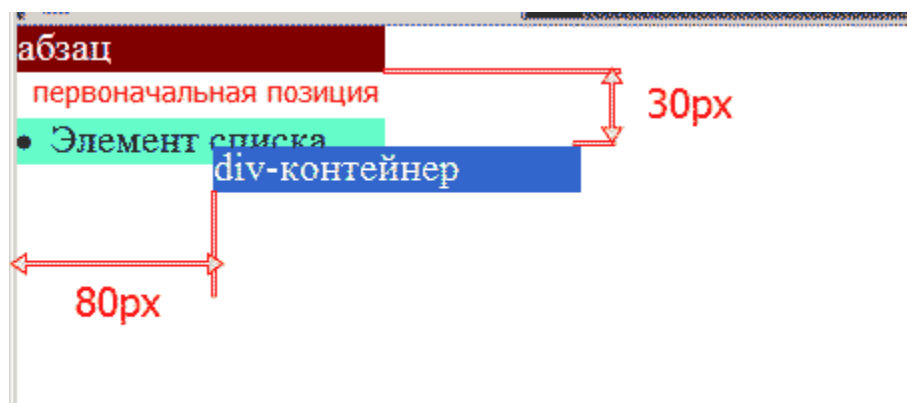 абзац
первоначальная позиция
30px
• Элемент списка
div-контейнер
80px